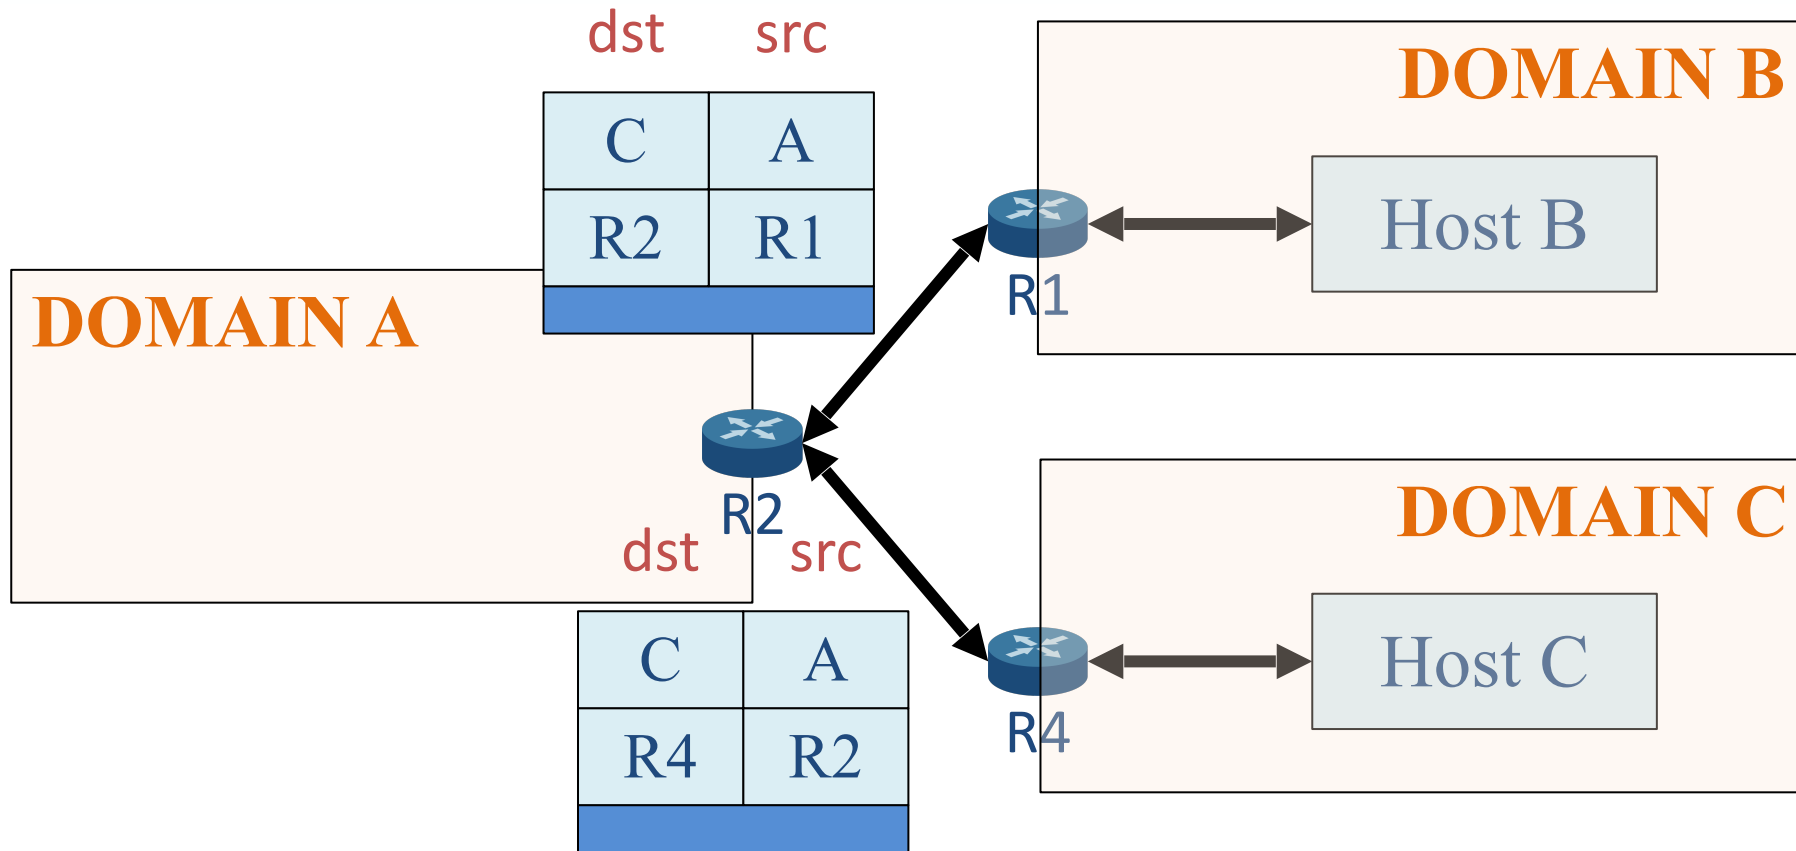 dst src
DOMAIN B
C A
R2 R1
Host B
R1
DOMAIN A
R2
dst src
DOMAIN C
C A
R4 R2
Host C
R4